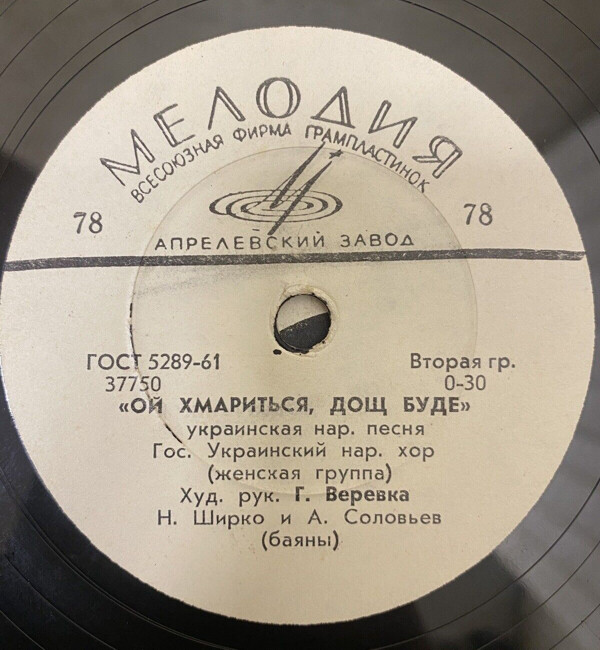 МЕЛОДИЯ
ВСЕСОЮЗНАЯ ФИРМА ГРАМПЛАСТИНОК
78 78
АПРЕЛЕВСКИЙ ЗАВОД
ГОСТ 5289-61 Вторая гр.
37750 0-30
«ОЙ ХМАРИТЬСЯ, ДОЩ БУДЕ»
украинская нар. песня
Гос. Украинский нар. хор
(женская группа)
Худ. рук. Г. Веревка
Н. Ширко и А. Соловьев
(баяны)